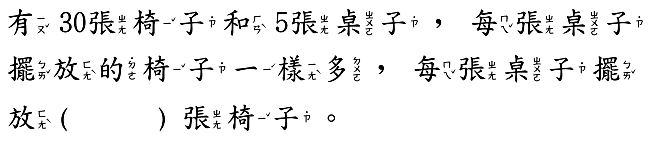 有30張椅子和5張桌子，每張桌子
擺放的椅子一樣多，每張桌子擺
放(　　　)張椅子。